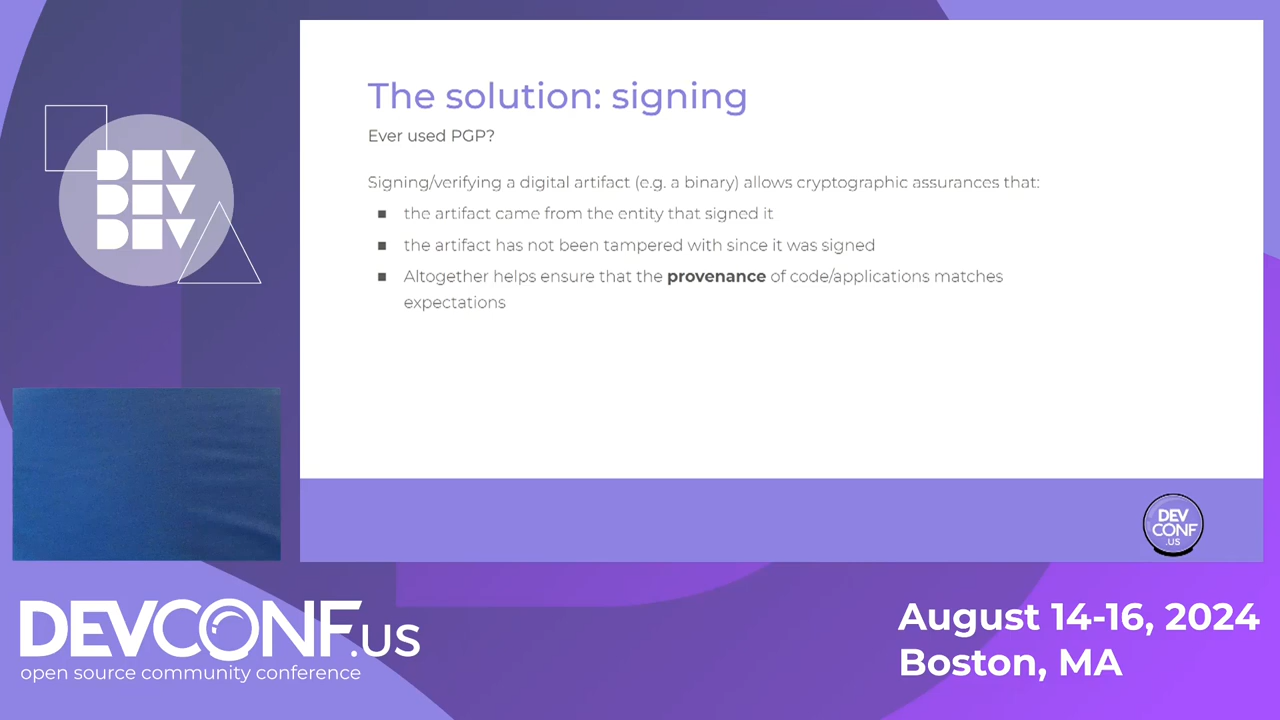 The solution: signing
Ever used PGP?
Signing/verifying a digital artifact (e.g. a binary) allows cryptographic assurances that:
■ the artifact came from the entity that signed it
■ the artifact has not been tampered with since it was signed
■ Altogether helps ensure that the provenance of code/applications matches
expectations
DEV
DEV
DEV
DEV
CONF
.US
DEVCONF.US
open source community conference
August 14-16, 2024
Boston, MA